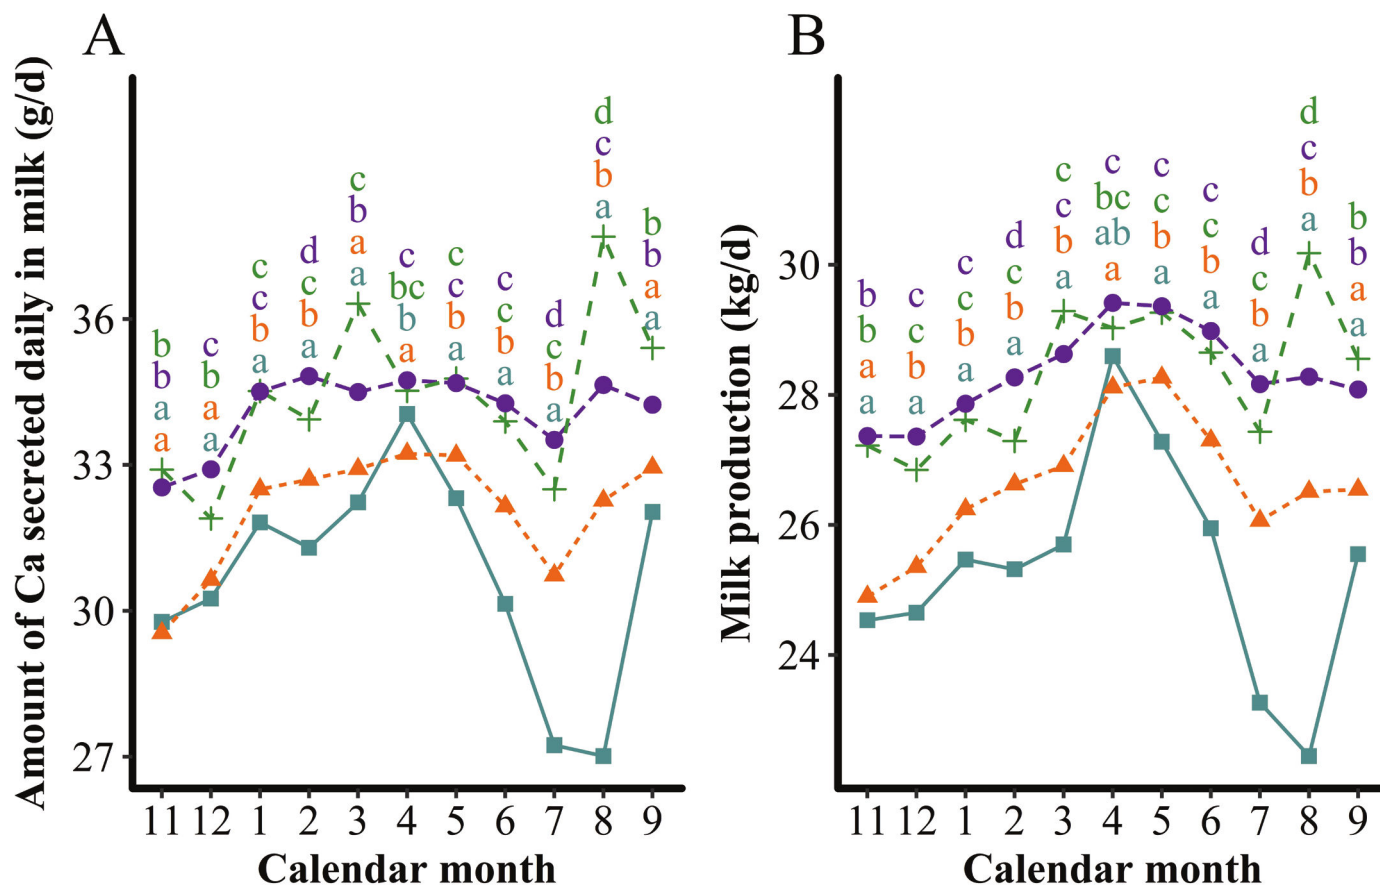 A
Amount of Ca secreted daily in milk (g/d)
36
33
30
27
b
b
a
a
c
b
a
a
c
c
b
a
d
c
b
a
c
b
a
a
c
bc
b
a
c
c
b
a
c
c
b
a
d
c
b
a
d
c
b
a
b
b
a
a
11 12 1 2 3 4 5 6 7 8 9
Calendar month
B
Milk production (kg/d)
30
28
26
24
b
b
a
a
c
c
b
a
c
c
b
a
d
c
b
a
c
c
b
a
c
bc
ab
a
c
c
b
a
c
c
b
a
d
c
b
a
d
c
b
a
b
b
a
a
11 12 1 2 3 4 5 6 7 8 9
Calendar month